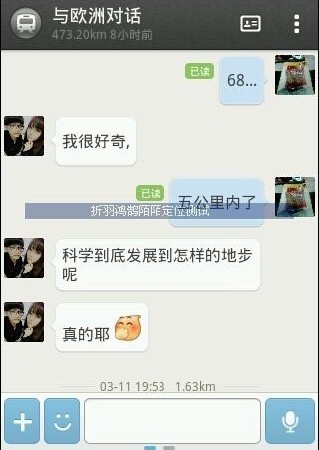 与欧洲对话
473.20km 8小时前
已读
68...
我很好奇,
已读
五公里内了
折羽鸿鹄陌陌定位测试
科学到底发展到怎样的地步
呢
真的耶
03-11 19:53 1.63km